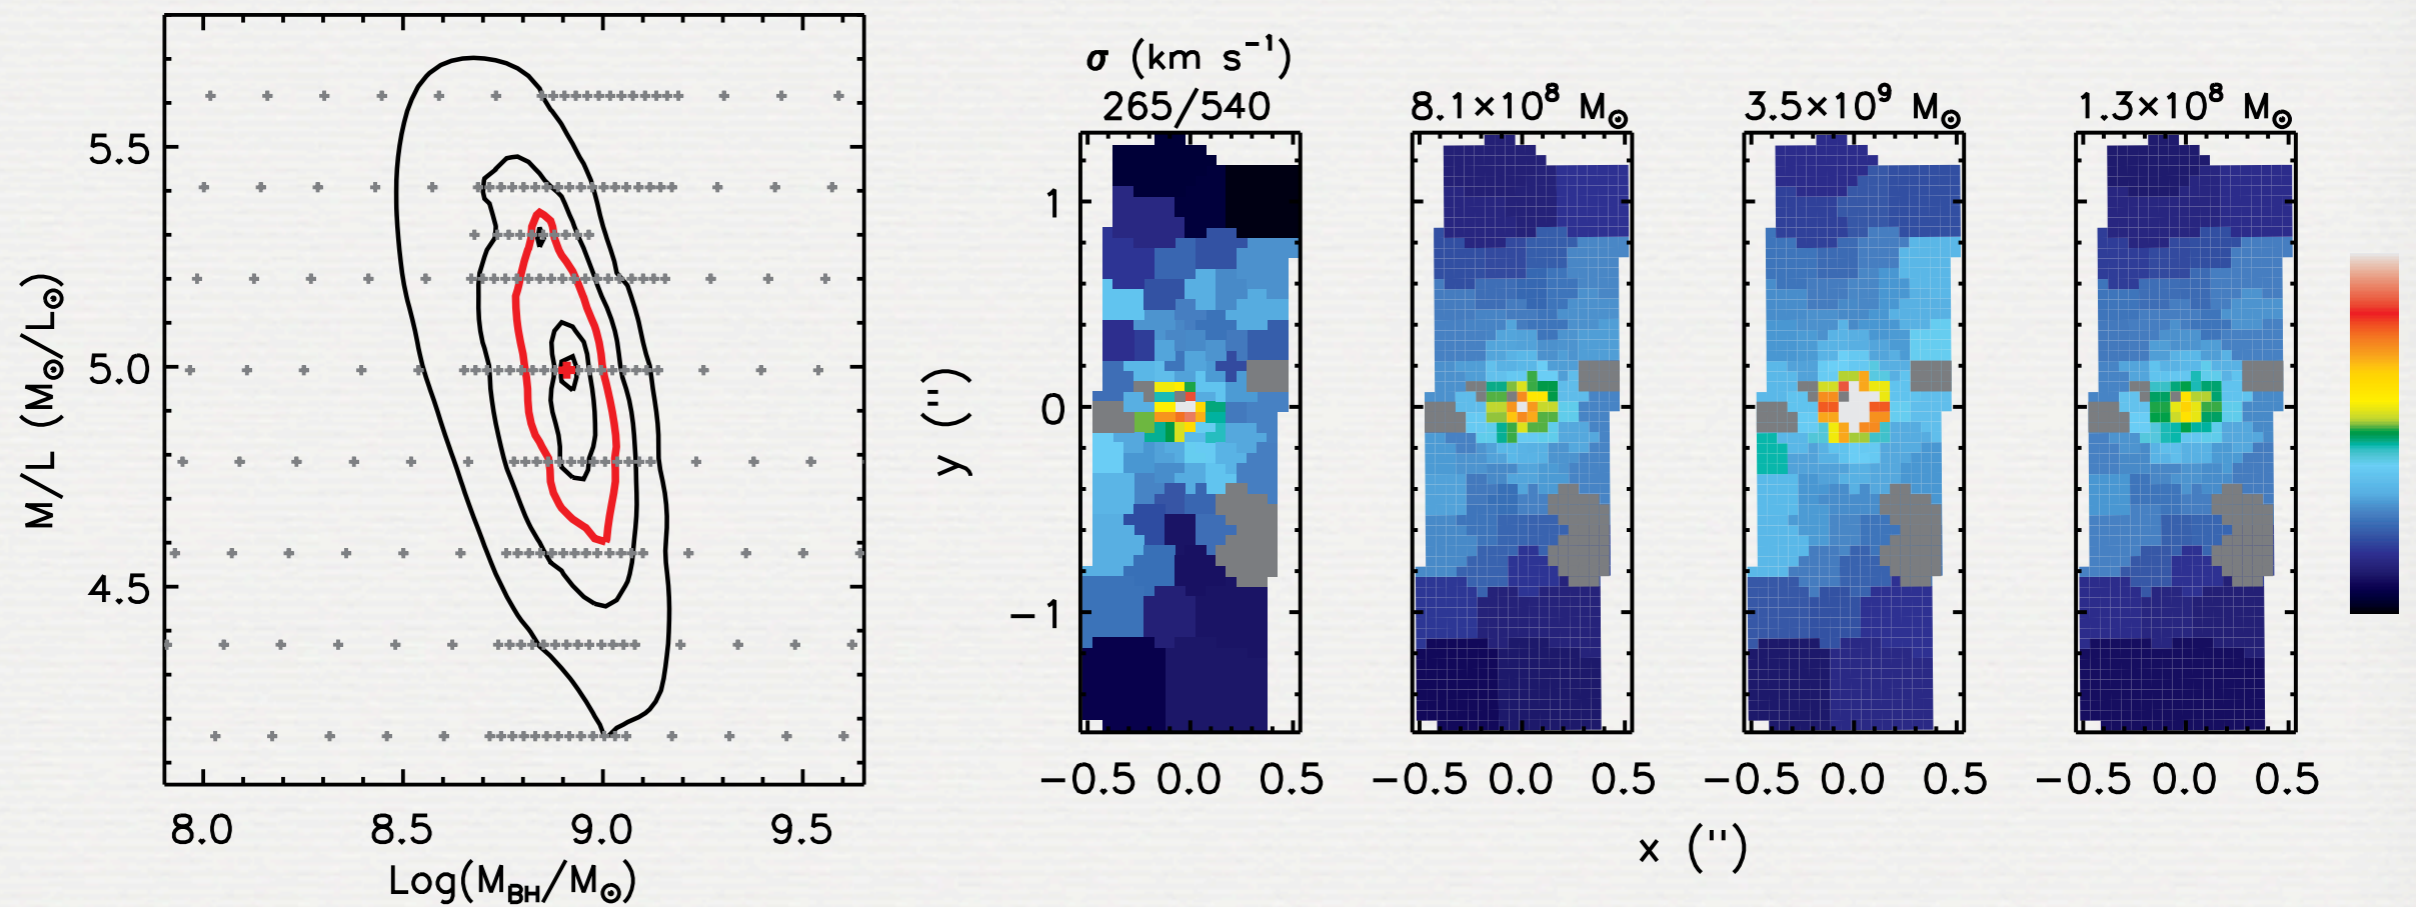 M/L (M⊙/L⊙)
5.5
5.0
4.5
8.0 8.5 9.0 9.5
Log(M_BH/M⊙)
σ (km s⁻¹)
265/540
8.1×10⁸ M⊙
3.5×10⁹ M⊙
1.3×10⁸ M⊙
y (")
1
0
−1
−0.5 0.0 0.5
−0.5 0.0 0.5
−0.5 0.0 0.5
−0.5 0.0 0.5
x (")